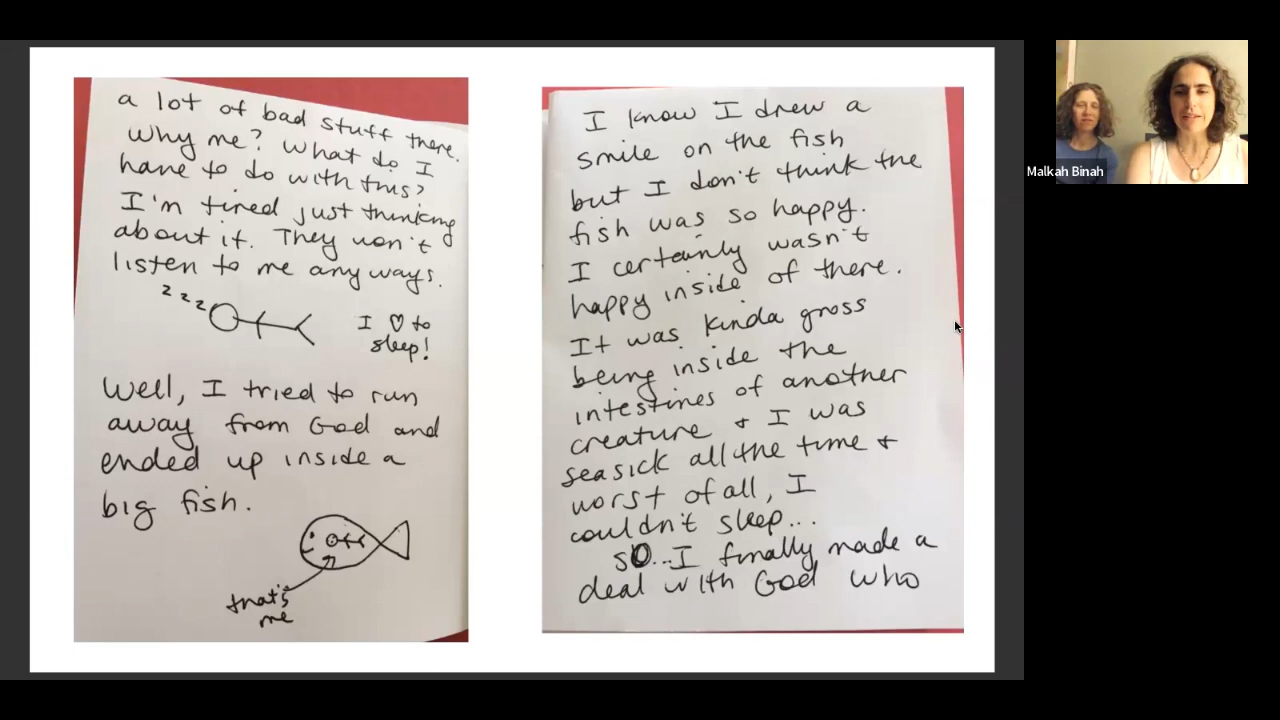 a lot of bad stuff there.
Why me? What do I
have to do with this?
I'm tired just thinking
about it. They won't
listen to me anyways.
z z z
I ♡ to
sleep!
Well, I tried to run
away from God and
ended up inside a
big fish.
that's
me
I know I drew a
smile on the fish
but I don't think the
fish was so happy.
I certainly wasn't
happy inside of there.
It was kinda gross
being inside the
intestines of another
creature + I was
seasick all the time +
worst of all, I
couldn't sleep...
so...I finally made a
deal with God who
Malkah Binah